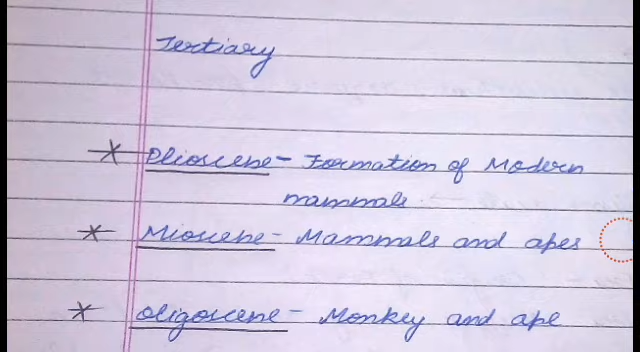 Tertiary
Pliocene - Formation of Modern
mammals
Miocene - Mammals and apes
Oligocene - Monkey and ape